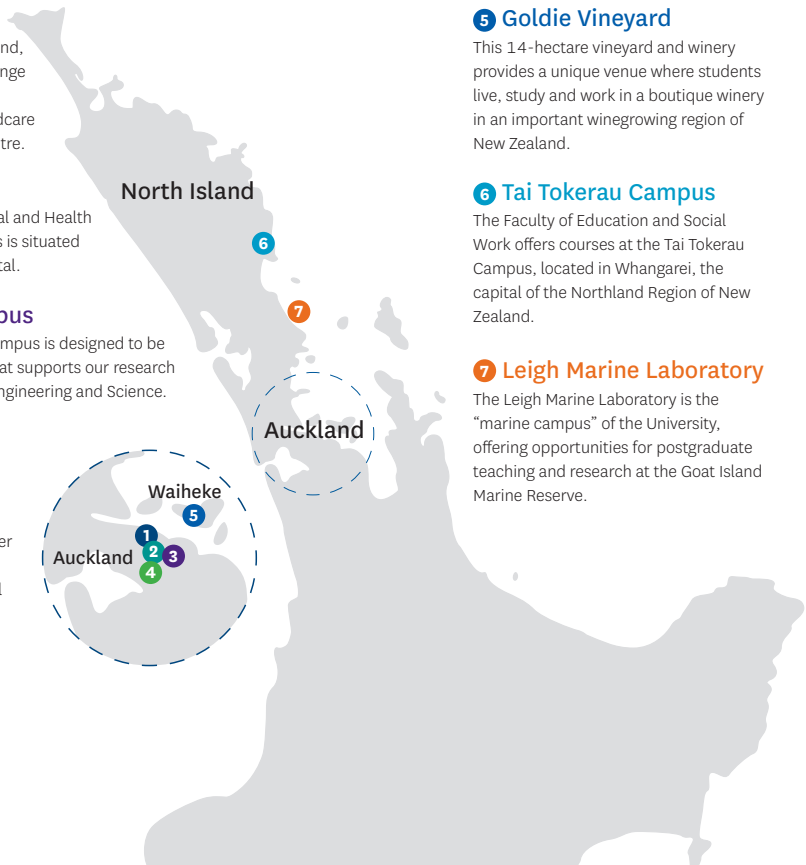 nd,
nge
dcare
tre.
al and Health
s is situated
tal.
pus
mpus is designed to be
at supports our research
ngineering and Science.
er
l
North Island
6
7
Auckland
Waiheke
5
1
Auckland
2
3
4
5 Goldie Vineyard
This 14-hectare vineyard and winery
provides a unique venue where students
live, study and work in a boutique winery
in an important winegrowing region of
New Zealand.
6 Tai Tokerau Campus
The Faculty of Education and Social
Work offers courses at the Tai Tokerau
Campus, located in Whangarei, the
capital of the Northland Region of New
Zealand.
7 Leigh Marine Laboratory
The Leigh Marine Laboratory is the
“marine campus” of the University,
offering opportunities for postgraduate
teaching and research at the Goat Island
Marine Reserve.